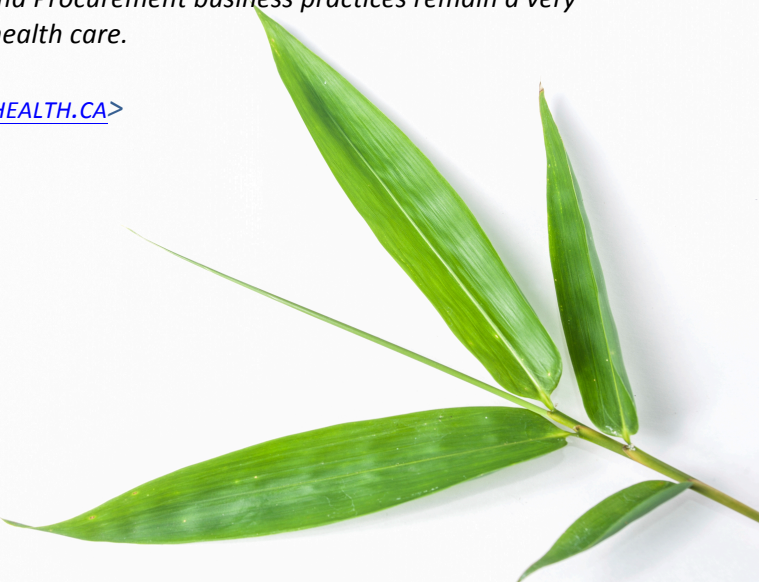 nd Procurement business practices remain a very
health care.
HEALTH.CA>